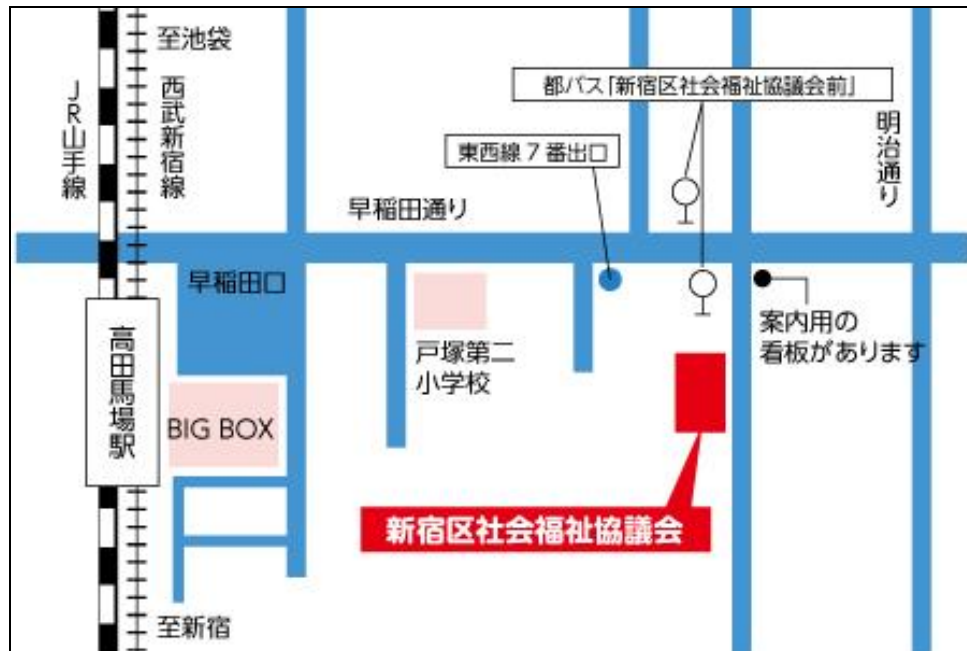 至池袋
JR山手線
西武新宿線
都バス「新宿区社会福祉協議会前」
東西線7番出口
明治通り
早稲田通り
早稲田口
戸塚第二
小学校
案内用の
看板があります
高田馬場駅
BIG BOX
新宿区社会福祉協議会
至新宿